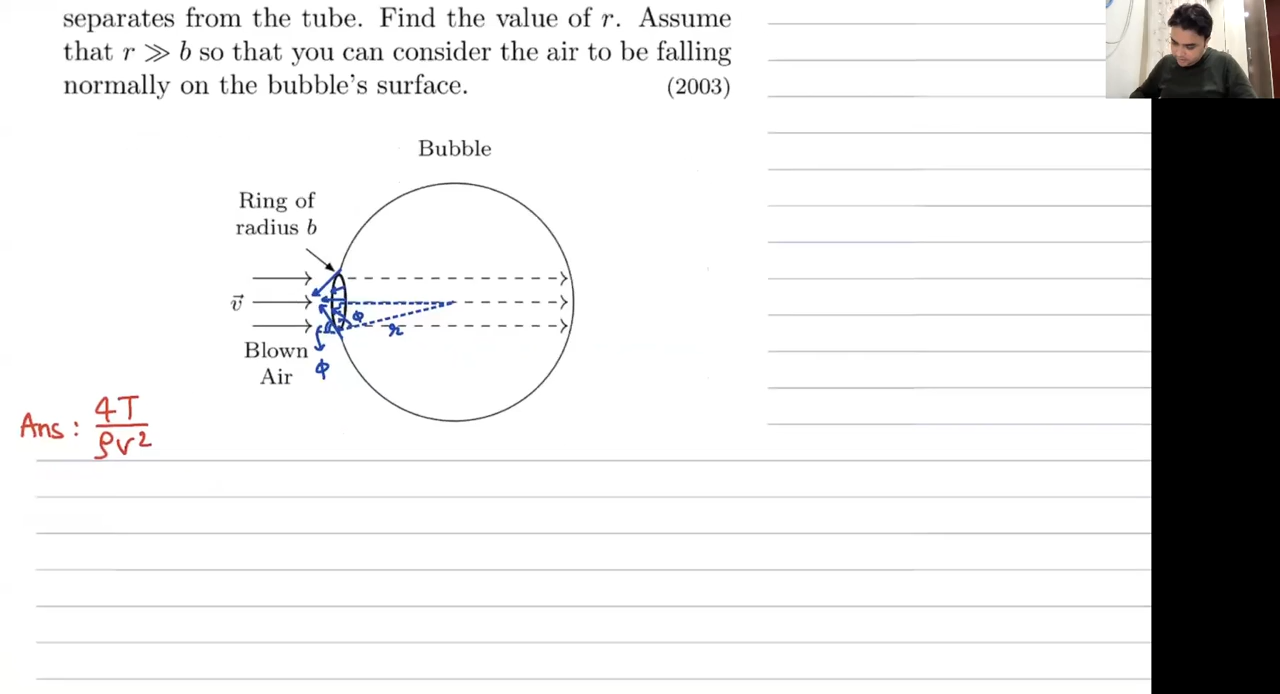 separates from the tube. Find the value of r. Assume
that r ≫ b so that you can consider the air to be falling
normally on the bubble's surface. (2003)
Bubble
Ring of
radius b
v⃗
ϕ
r
Blown
Air
ϕ
Ans : 4T/ρv²